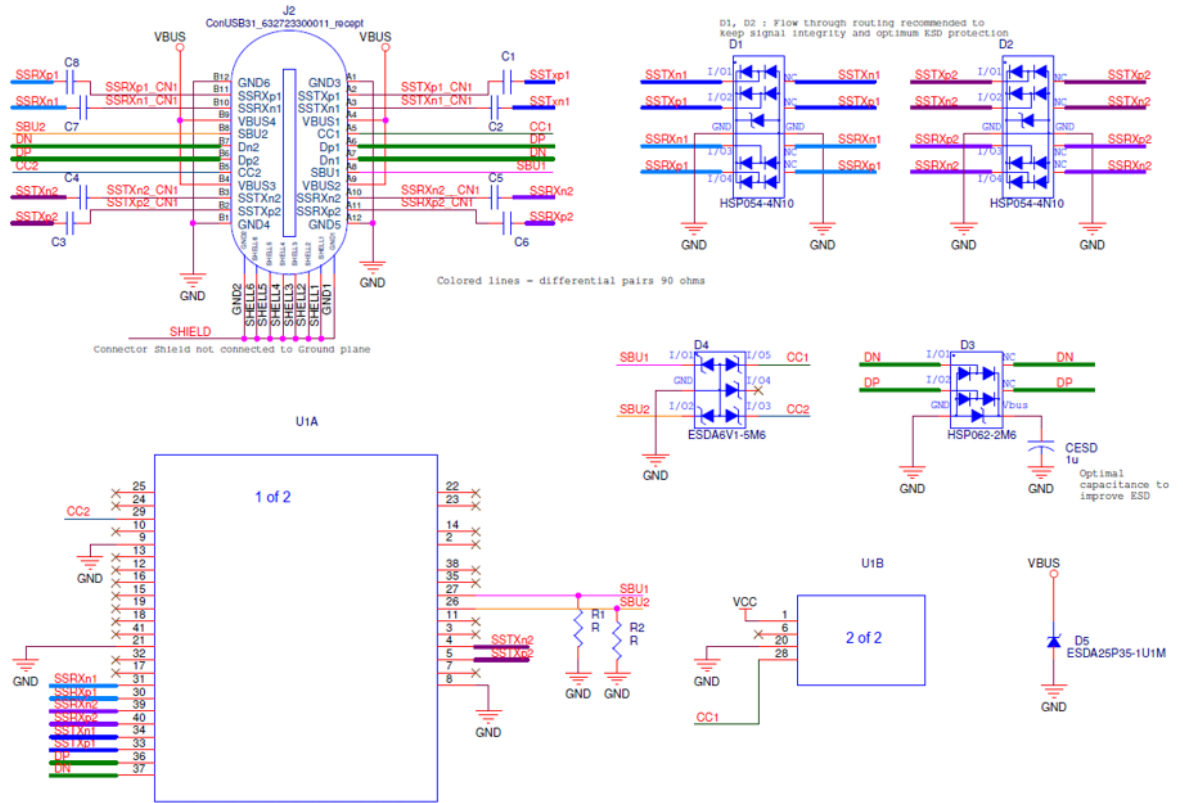 J2
ConUSB31_632723300011_recept
VBUS
VBUS
SSRXp1
C8
SSRXp1_CN1
B12
GND6
B11
SSRXp1
SSRXn1
SSRXn1_CN1
B10
SSRXn1
C7
B9
VBUS4
SBU2
B8
SBU2
DN
B7
Dn2
DP
B6
Dp2
CC2
B5
CC2
B4
VBUS3
SSTXn2
C4
SSTXn2_CN1
B3
SSTXn2
SSTXp2
SSTXp2_CN1
B2
SSTXp2
C3
B1
GND4
GND3
A1
SSTXp1
A2
SSTXp1_CN1
C1
SSTXp1
SSTXn1
A3
SSTXn1_CN1
SSTxn1
VBUS1
A4
C2
CC1
A5
CC1
Dp1
A6
DP
Dn1
A7
DN
SBU1
A8
SBU1
VBUS2
A9
SSRXn2
A10
SSRXn2_CN1
C5
SSRXn2
SSRXp2
A11
SSRXp2_CN1
SSRXp2
GND5
A12
C6
GND2
SHELL6
SHELL5
SHELL4
SHELL3
SHELL2
SHELL1
GND1
GND
GND
GND2
SHELL6
SHELL5
SHELL4
SHELL3
SHELL2
SHELL1
GND1
SHIELD
Connector Shield not connected to Ground plane
D1, D2 : Flow through routing recommended to
keep signal integrity and optimum ESD protection
D1
SSTXn1
I/O1
NC
SSTXn1
SSTXp1
I/O2
NC
SSTXp1
GND
GND
SSRXn1
I/O3
NC
SSRXn1
SSRXp1
I/O4
NC
SSRXp1
HSP054-4N10
GND
GND
D2
SSTXp2
I/O1
NC
SSTXp2
SSTXn2
I/O2
NC
SSTXn2
GND
GND
SSRXp2
I/O3
NC
SSRXp2
SSRXn2
I/O4
NC
SSRXn2
HSP054-4N10
GND
GND
Colored lines = differential pairs 90 ohms
D4
SBU1
I/O1
I/O5
CC1
GND
I/O4
SBU2
I/O2
I/O3
CC2
ESDA6V1-5M6
GND
D3
DN
I/O1
NC
DN
DP
I/O2
NC
DP
GND
Vbus
HSP062-2M6
GND
CESD
1u
GND
Optimal
capacitance to
improve ESD
U1A
1 of 2
25
24
CC2
29
10
9
GND
13
12
16
15
19
18
41
21
GND
32
17
SSRXn1
31
SSRXp1
30
SSRXn2
39
SSRXp2
40
SSTXn1
34
SSTXp1
33
DP
36
DN
37
22
23
14
2
38
35
27
SBU1
26
SBU2
11
3
4
SSTXn2
5
SSTXp2
7
8
GND
R1
R
GND
R2
R
GND
U1B
2 of 2
VCC
1
6
20
28
GND
CC1
VBUS
D5
ESDA25P35-1U1M
GND